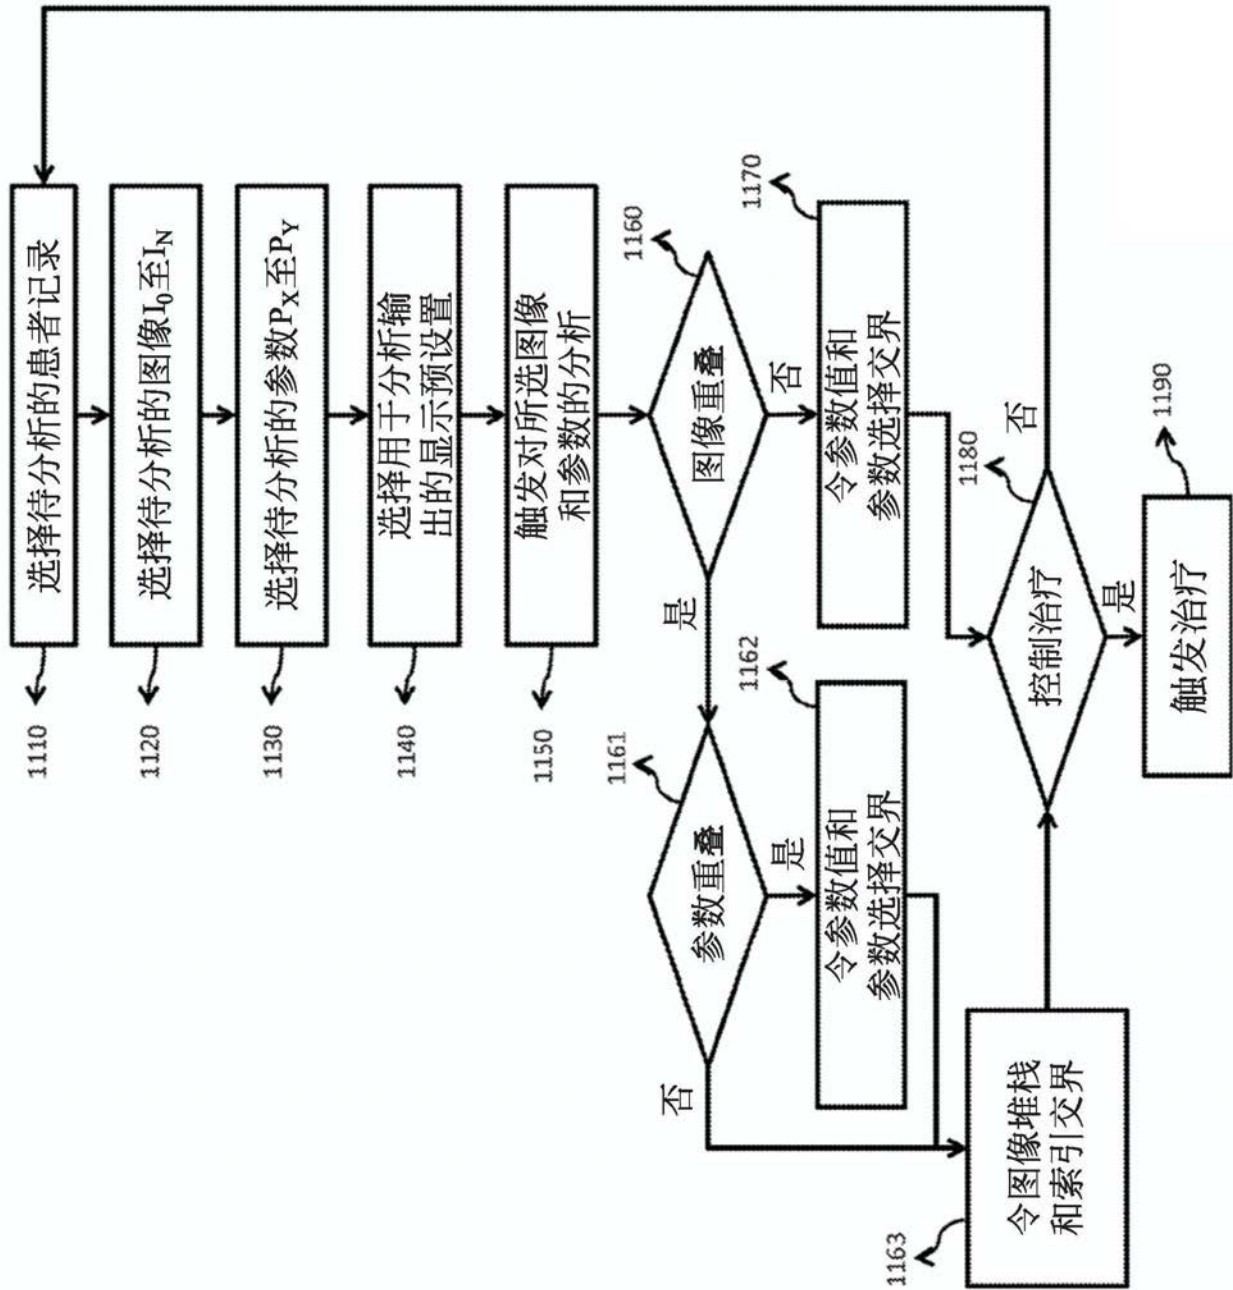 1110
选择待分析的患者记录
1120
选择待分析的图像I0至IN
1130
选择待分析的参数PX至PY
1140
选择用于分析输
出的显示预设置
1150
触发对所选图像
和参数的分析
1160
图像重叠
是
否
1161
参数重叠
否
是
1162
令参数值和
参数选择交界
1170
令参数值和
参数选择交界
1163
令图像堆栈
和索引交界
1180
控制治疗
否
是
1190
触发治疗